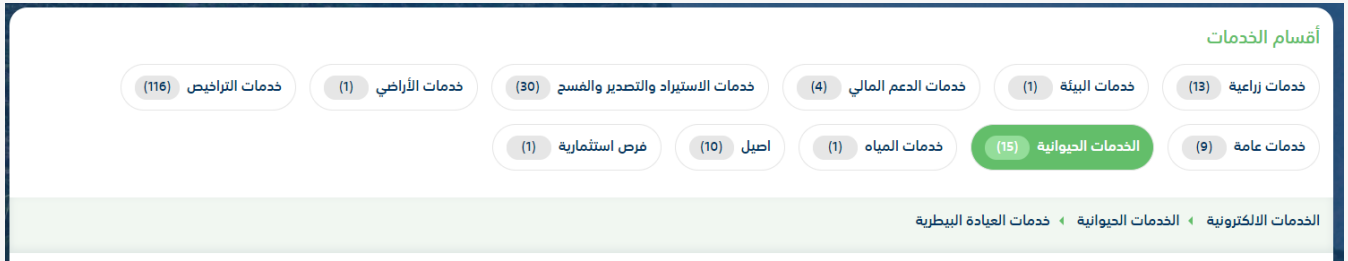 أقسام الخدمات
خدمات زراعية (13) خدمات البيئة (1) خدمات الدعم المالي (4) خدمات الاستيراد والتصدير والفسح (30) خدمات الأراضي (1) خدمات التراخيص (116)
خدمات عامة (9) الخدمات الحيوانية (15) خدمات المياه (1) اصيل (10) فرص استثمارية (1)
الخدمات الالكترونية الخدمات الحيوانية خدمات العيادة البيطرية